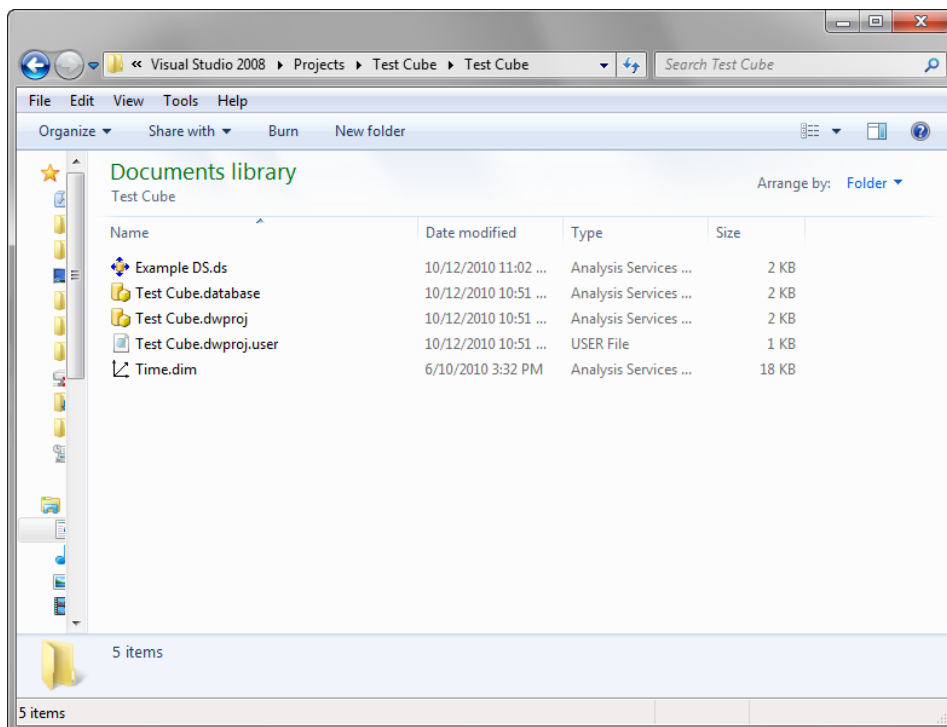 « Visual Studio 2008 ▸ Projects ▸ Test Cube ▸ Test Cube Search Test Cube
File Edit View Tools Help
Organize Share with Burn New folder
Documents library
Test Cube
Arrange by: Folder
Name Date modified Type Size
Example DS.ds 10/12/2010 11:02 ... Analysis Services ... 2 KB
Test Cube.database 10/12/2010 10:51 ... Analysis Services ... 2 KB
Test Cube.dwproj 10/12/2010 10:51 ... Analysis Services ... 2 KB
Test Cube.dwproj.user 10/12/2010 10:51 ... USER File 1 KB
Time.dim 6/10/2010 3:32 PM Analysis Services ... 18 KB
5 items
5 items